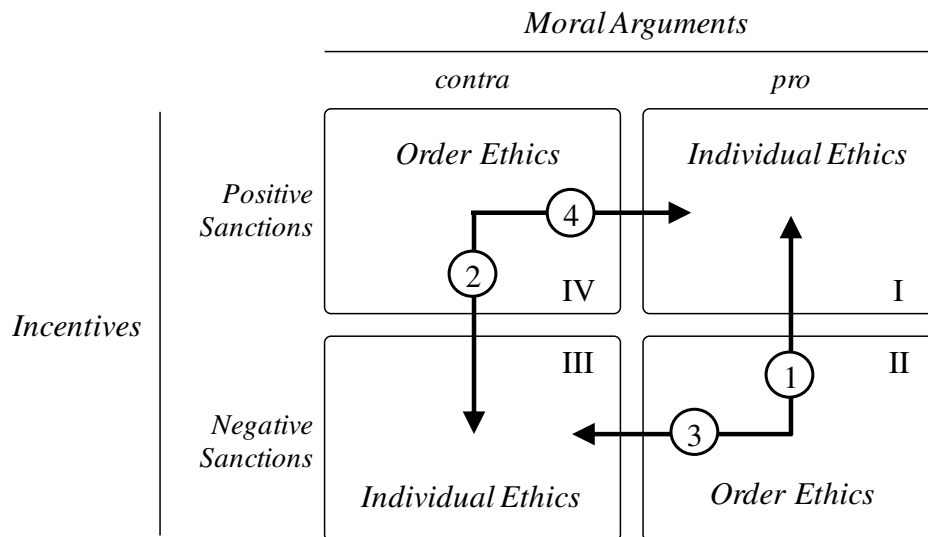 Moral Arguments
contra
pro
Order Ethics
Individual Ethics
Positive
Sanctions
4
2
IV
I
Incentives
III
II
1
Negative
Sanctions
3
Individual Ethics
Order Ethics